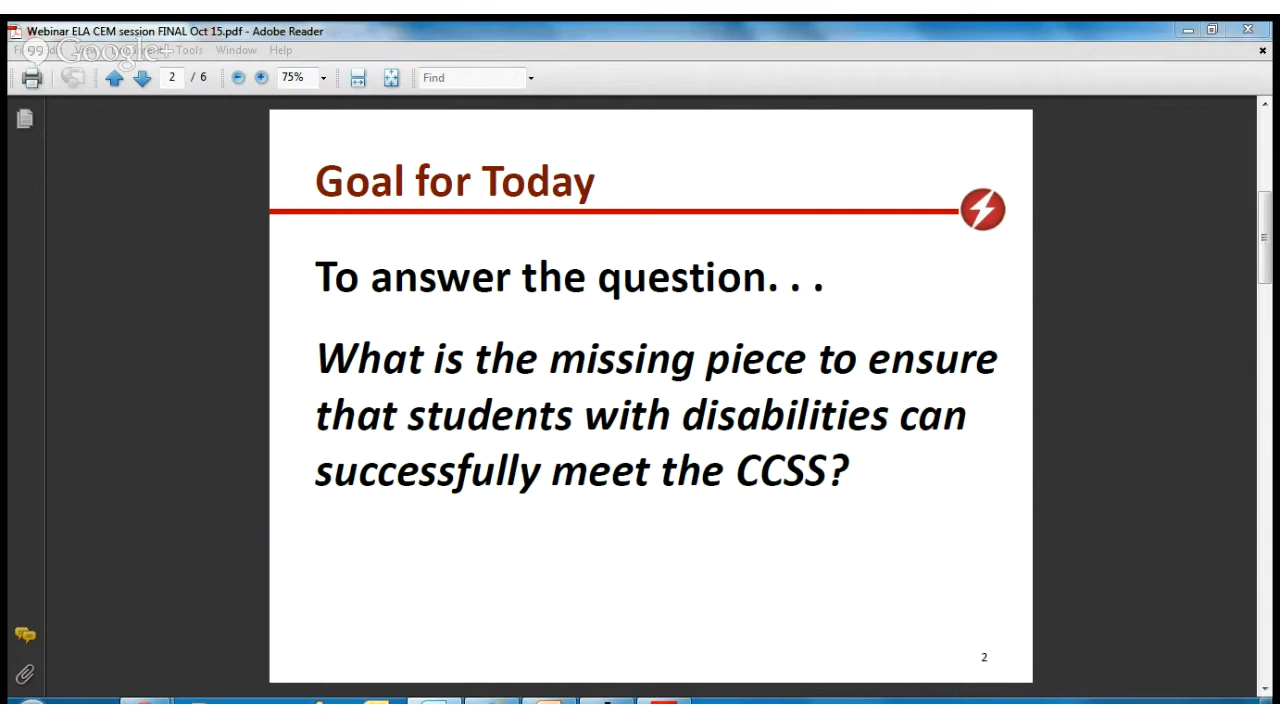 Webinar ELA CEM session FINAL Oct 15.pdf - Adobe Reader
Google+
Tools Window Help
2 / 6 75% Find
Goal for Today
To answer the question. . .
What is the missing piece to ensure
that students with disabilities can
successfully meet the CCSS?
2